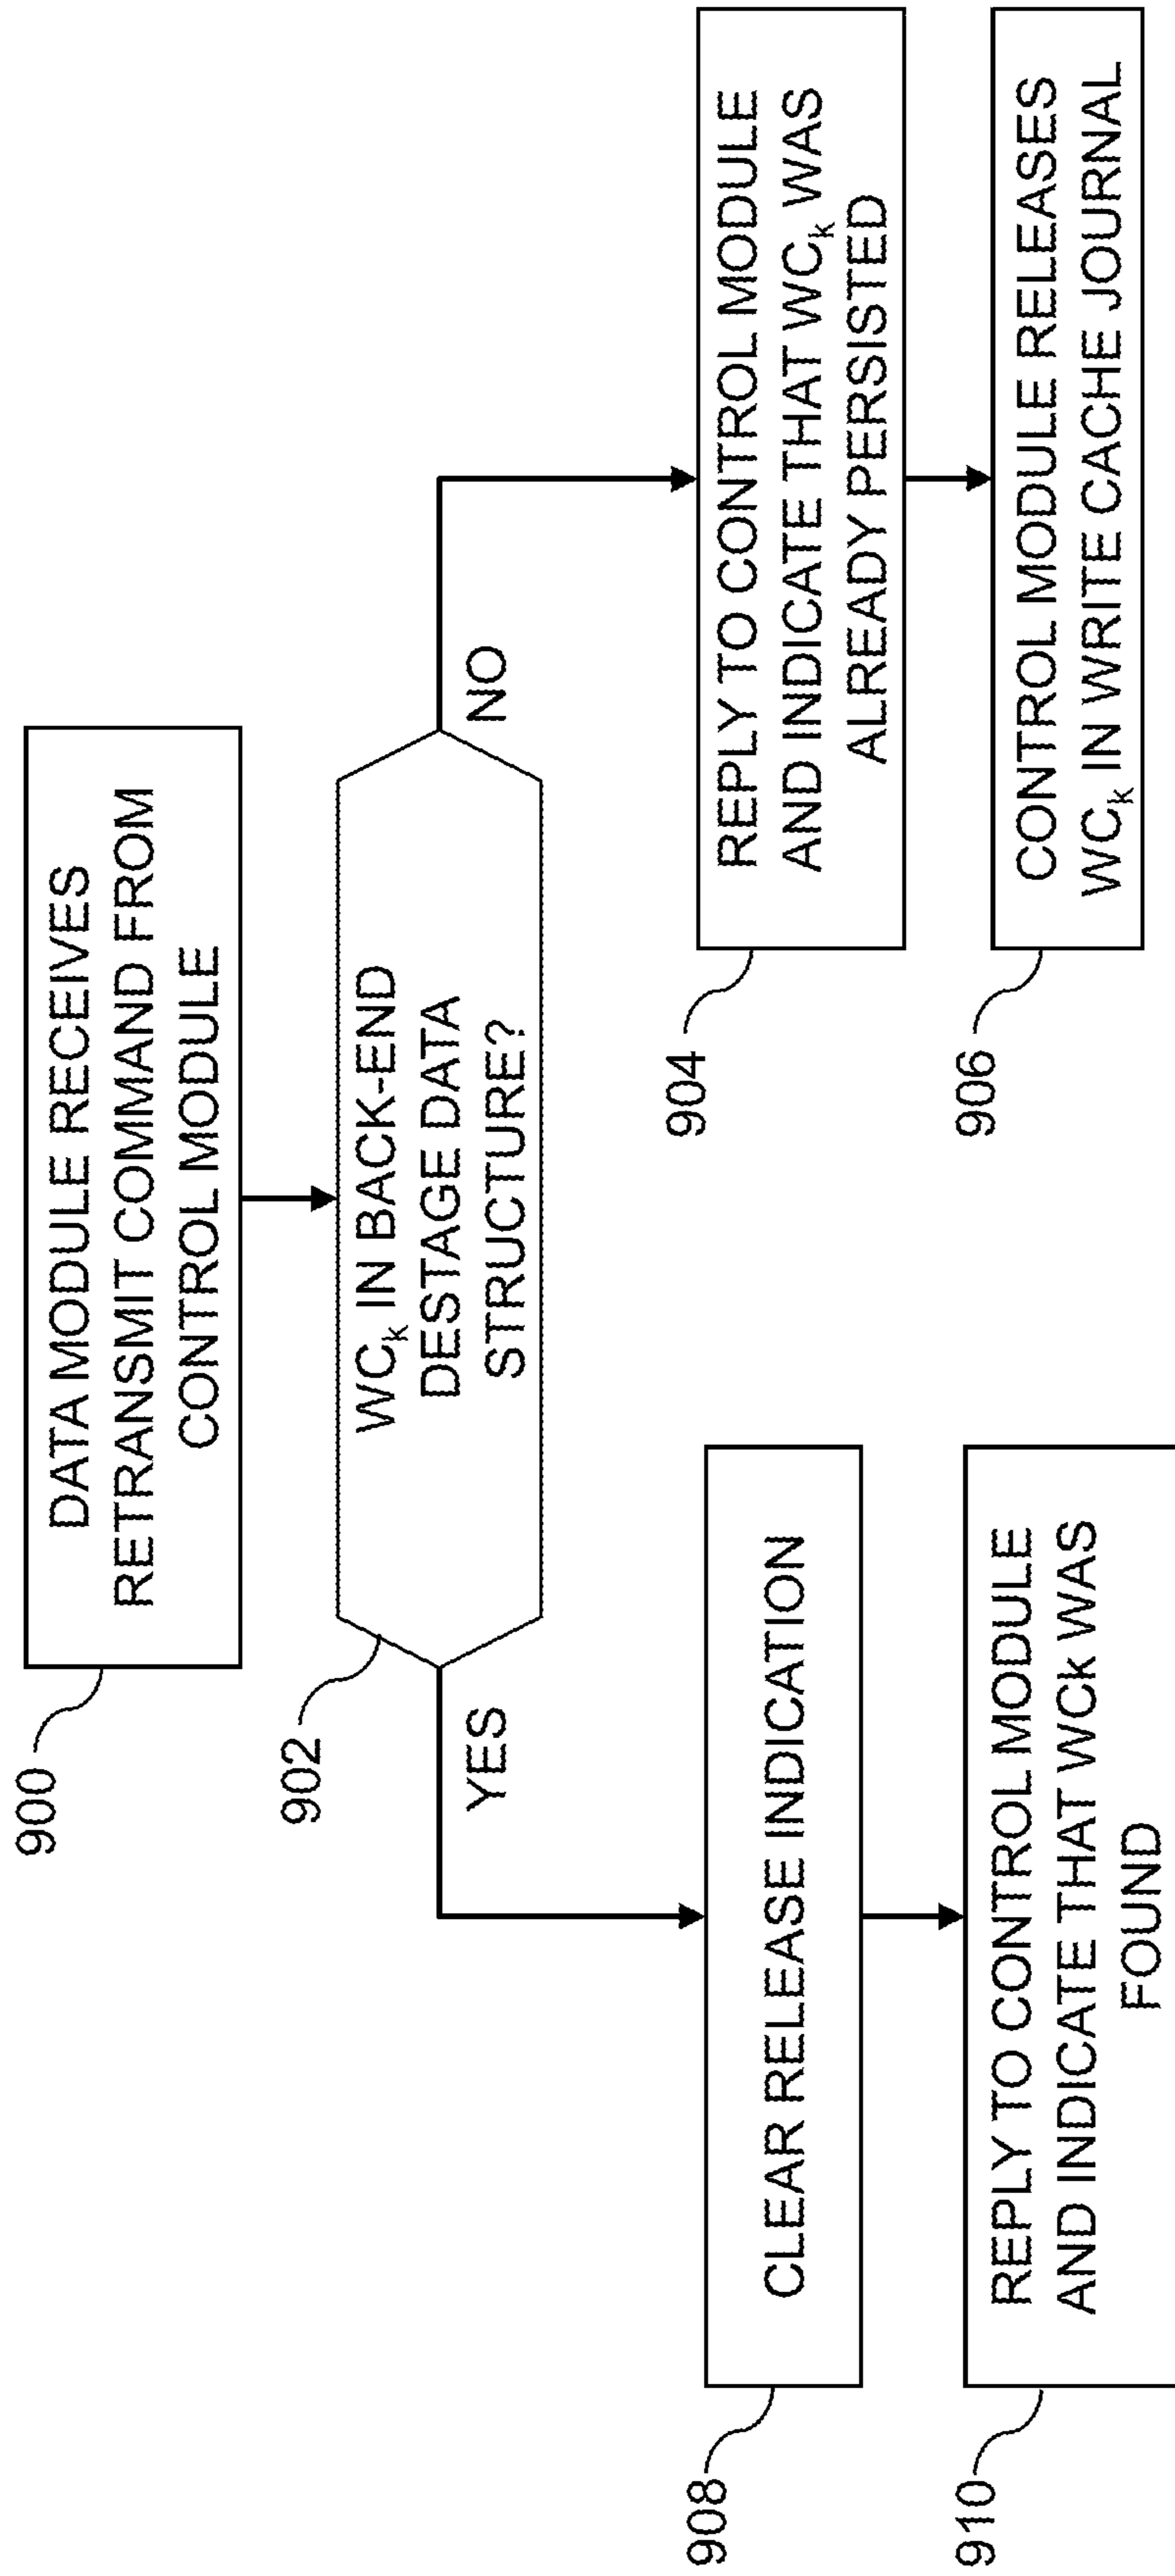 900
DATA MODULE RECEIVES
RETRANSMIT COMMAND FROM
CONTROL MODULE
902
WCk IN BACK-END
DESTAGE DATA
STRUCTURE?
YES
NO
908
CLEAR RELEASE INDICATION
910
REPLY TO CONTROL MODULE
AND INDICATE THAT WCk WAS
FOUND
904
REPLY TO CONTROL MODULE
AND INDICATE THAT WCk WAS
ALREADY PERSISTED
906
CONTROL MODULE RELEASES
WCk IN WRITE CACHE JOURNAL